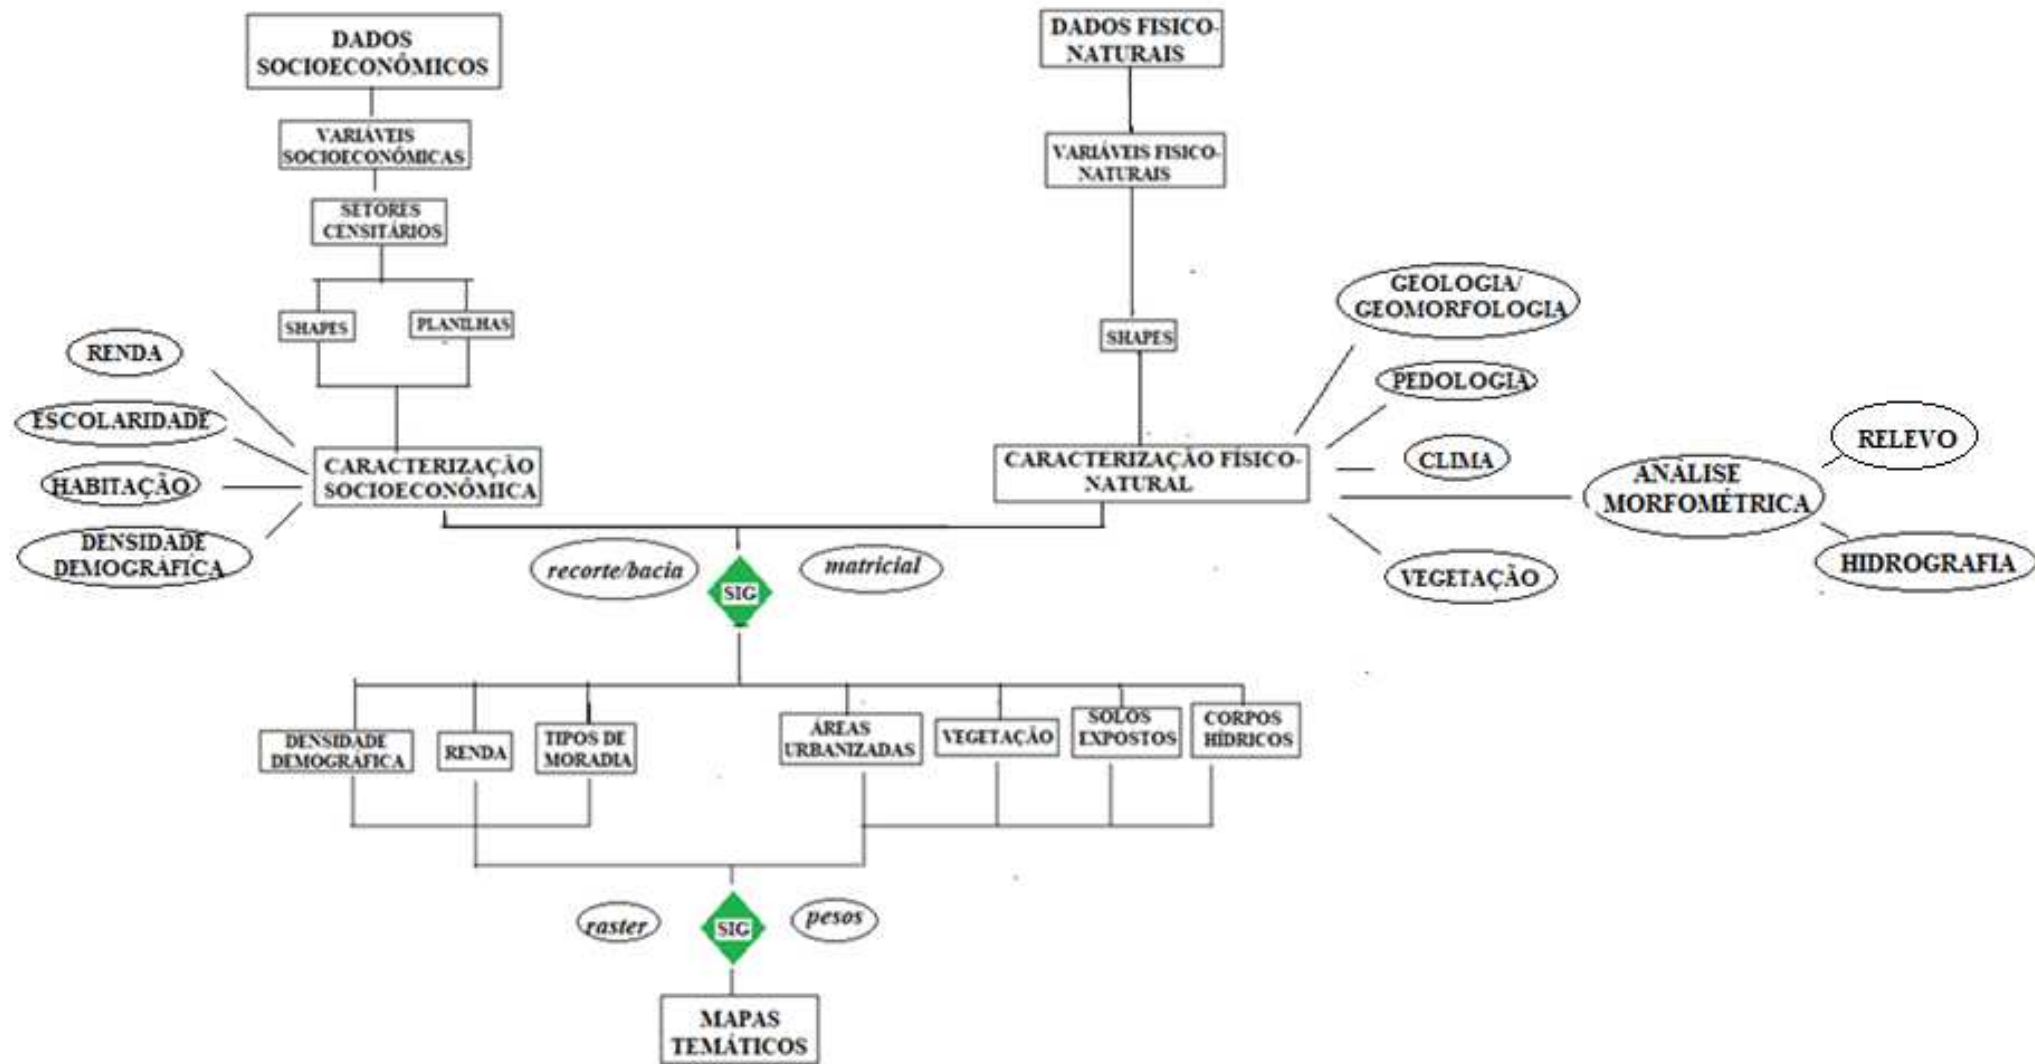 DADOS
SOCIOECONÔMICOS
DADOS FISICO-
NATURAIS
VARIÁVEIS
SOCIOECONÔMICAS
VARIÁVEIS FISICO-
NATURAIS
SETORES
CENSITÁRIOS
SHAPES
PLANILHAS
SHAPES
RENDA
ESCOLARIDADE
HABITAÇÃO
DENSIDADE
DEMOGRÁFICA
CARACTERIZAÇÃO
SOCIOECONÔMICA
CARACTERIZAÇÃO FÍSICO-
NATURAL
GEOLOGIA/
GEOMORFOLOGIA
PEDOLOGIA
CLIMA
VEGETAÇÃO
ANÁLISE
MORFOMÉTRICA
RELEVO
HIDROGRAFIA
recorte/bacia
SIG
matricial
DENSIDADE
DEMOGRÁFICA
RENDA
TIPOS DE
MORADIA
ÁREAS
URBANIZADAS
VEGETAÇÃO
SOLOS
EXPOSTOS
CORPOS
HÍDRICOS
raster
SIG
pesos
MAPAS
TEMÁTICOS